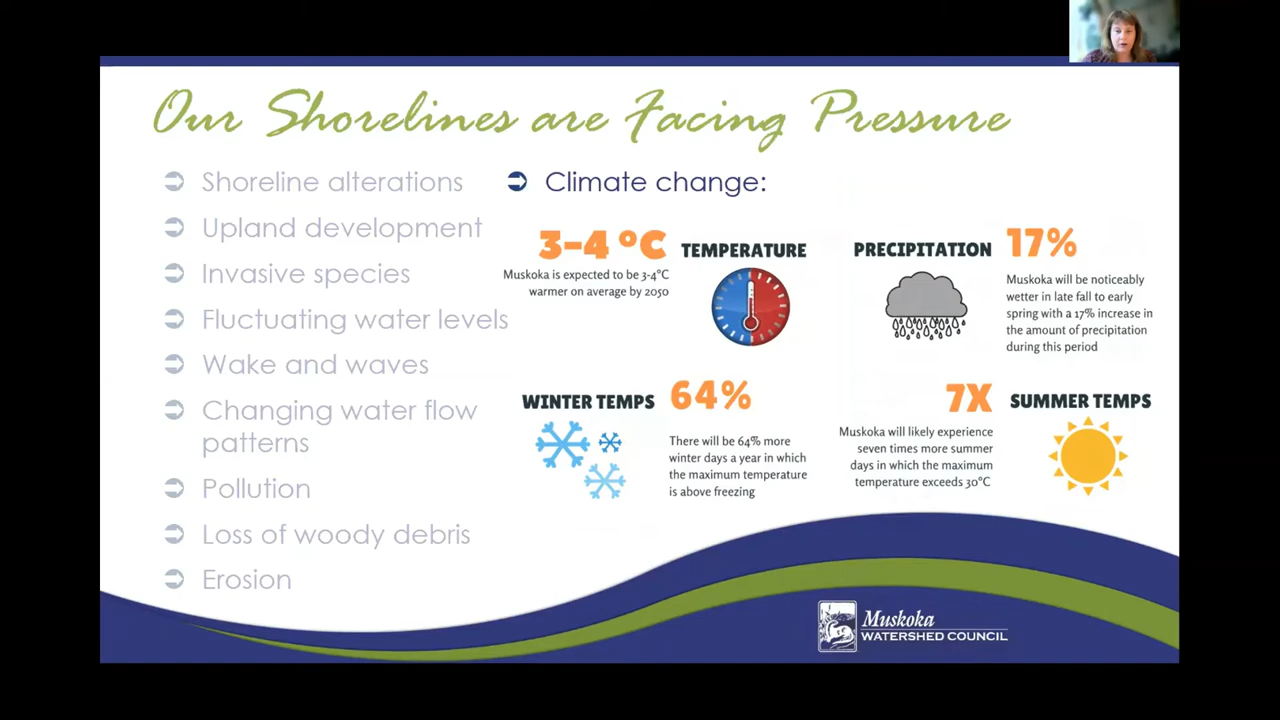 Our Shorelines are Facing Pressure
Shoreline alterations
Upland development
Invasive species
Fluctuating water levels
Wake and waves
Changing water flow
patterns
Pollution
Loss of woody debris
Erosion
Climate change:
3-4 °C
TEMPERATURE
Muskoka is expected to be 3-4°C
warmer on average by 2050
PRECIPITATION
17%
Muskoka will be noticeably
wetter in late fall to early
spring with a 17% increase in
the amount of precipitation
during this period
WINTER TEMPS
64%
There will be 64% more
winter days a year in which
the maximum temperature
is above freezing
7X
SUMMER TEMPS
Muskoka will likely experience
seven times more summer
days in which the maximum
temperature exceeds 30°C
Muskoka
WATERSHED COUNCIL